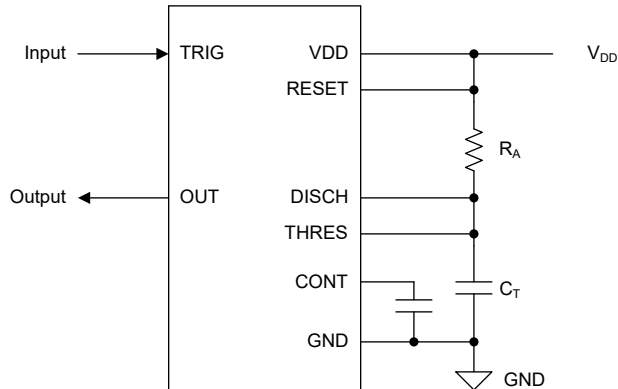 Input
TRIG
VDD
V_DD
RESET
R_A
Output
OUT
DISCH
THRES
CONT
C_T
GND
GND